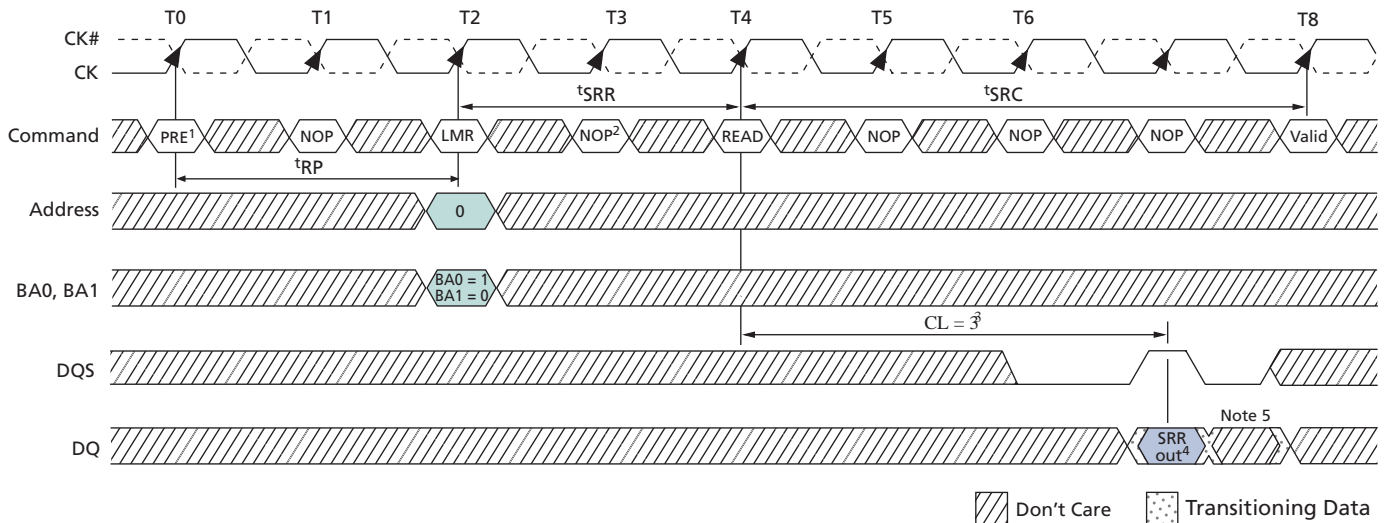 T0 T1 T2 T3 T4 T5 T6 T8
CK#
CK
tSRR tSRC
Command PRE1 NOP LMR NOP2 READ NOP NOP NOP Valid
tRP
Address 0
BA0, BA1 BA0 = 1
BA1 = 0
CL = 33
DQS
Note 5
DQ SRR
out4
Don't Care Transitioning Data